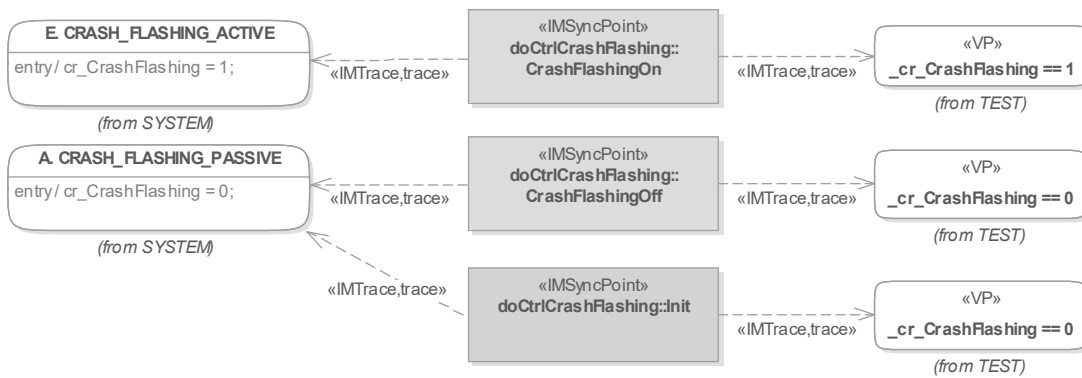 E. CRASH_FLASHING_ACTIVE
entry/ cr_CrashFlashing = 1;
(from SYSTEM)
«IMTrace,trace»
«IMSyncPoint»
doCtrlCrashFlashing::
CrashFlashingOn
«IMTrace,trace»
«VP»
_cr_CrashFlashing == 1
(from TEST)
A. CRASH_FLASHING_PASSIVE
entry/ cr_CrashFlashing = 0;
(from SYSTEM)
«IMTrace,trace»
«IMSyncPoint»
doCtrlCrashFlashing::
CrashFlashingOff
«IMTrace,trace»
«VP»
_cr_CrashFlashing == 0
(from TEST)
«IMTrace,trace»
«IMSyncPoint»
doCtrlCrashFlashing::Init
«IMTrace,trace»
«VP»
_cr_CrashFlashing == 0
(from TEST)